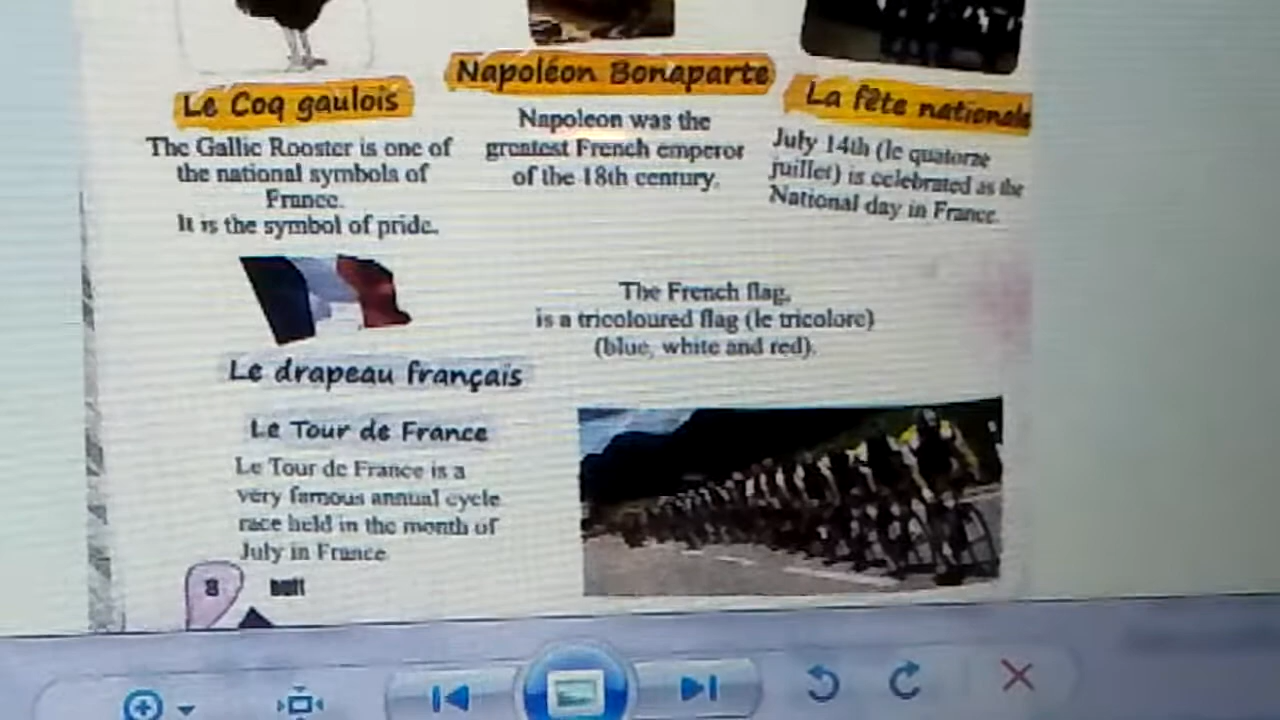 Le Coq gaulois
The Gallic Rooster is one of
the national symbols of
France.
It is the symbol of pride.
Napoléon Bonaparte
Napoleon was the
greatest French emperor
of the 18th century.
La fête nationale
July 14th (le quatorze
juillet) is celebrated as the
National day in France.
The French flag,
is a tricoloured flag (le tricolore)
(blue, white and red).
Le drapeau français
Le Tour de France
Le Tour de France is a
very famous annual cycle
race held in the month of
July in France
8 huit